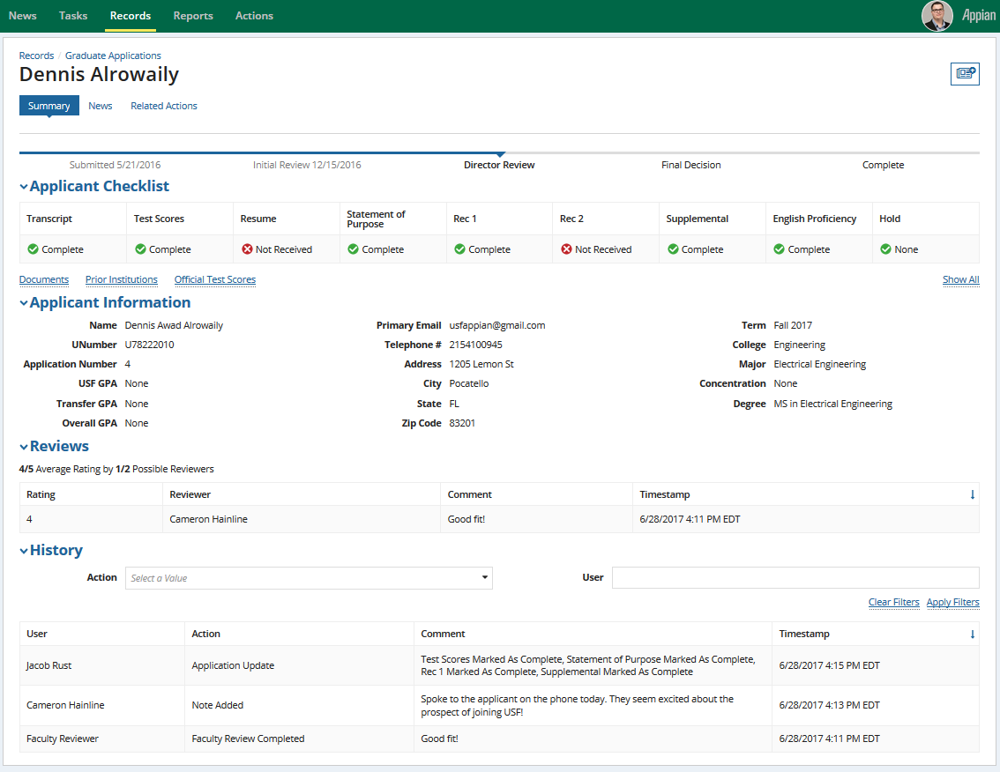 News Tasks Records Reports Actions Appian
Records / Graduate Applications
Dennis Alrowaily
Summary News Related Actions
Submitted 5/21/2016 Initial Review 12/15/2016 Director Review Final Decision Complete
Applicant Checklist
Transcript Test Scores Resume Statement of Purpose Rec 1 Rec 2 Supplemental English Proficiency Hold
Complete Complete Not Received Complete Complete Not Received Complete Complete None
Documents Prior Institutions Official Test Scores Show All
Applicant Information
Name Dennis Awad Alrowaily Primary Email usfappian@gmail.com Term Fall 2017
UNumber U78222010 Telephone # 2154100945 College Engineering
Application Number 4 Address 1205 Lemon St Major Electrical Engineering
USF GPA None City Pocatello Concentration None
Transfer GPA None State FL Degree MS in Electrical Engineering
Overall GPA None Zip Code 83201
Reviews
4/5 Average Rating by 1/2 Possible Reviewers
Rating Reviewer Comment Timestamp
4 Cameron Hainline Good fit! 6/28/2017 4:11 PM EDT
History
Action Select a Value User
Clear Filters Apply Filters
User Action Comment Timestamp
Jacob Rust Application Update Test Scores Marked As Complete, Statement of Purpose Marked As Complete, 6/28/2017 4:15 PM EDT
Rec 1 Marked As Complete, Supplemental Marked As Complete
Cameron Hainline Note Added Spoke to the applicant on the phone today. They seem excited about the 6/28/2017 4:13 PM EDT
prospect of joining USF!
Faculty Reviewer Faculty Review Completed Good fit! 6/28/2017 4:11 PM EDT